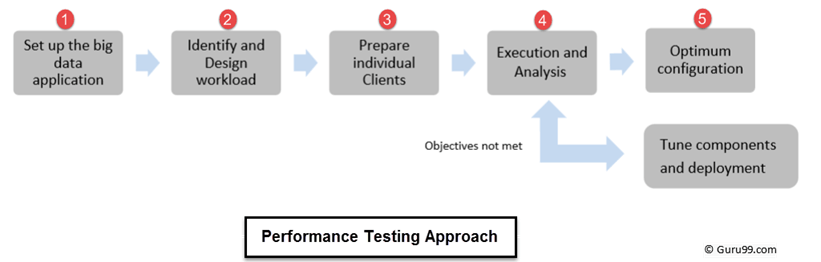 1
Set up the big
data
application
2
Identify and
Design
workload
3
Prepare
individual
Clients
4
Execution and
Analysis
5
Optimum
configuration
Objectives not met
Tune components
and deployment
Performance Testing Approach
© Guru99.com